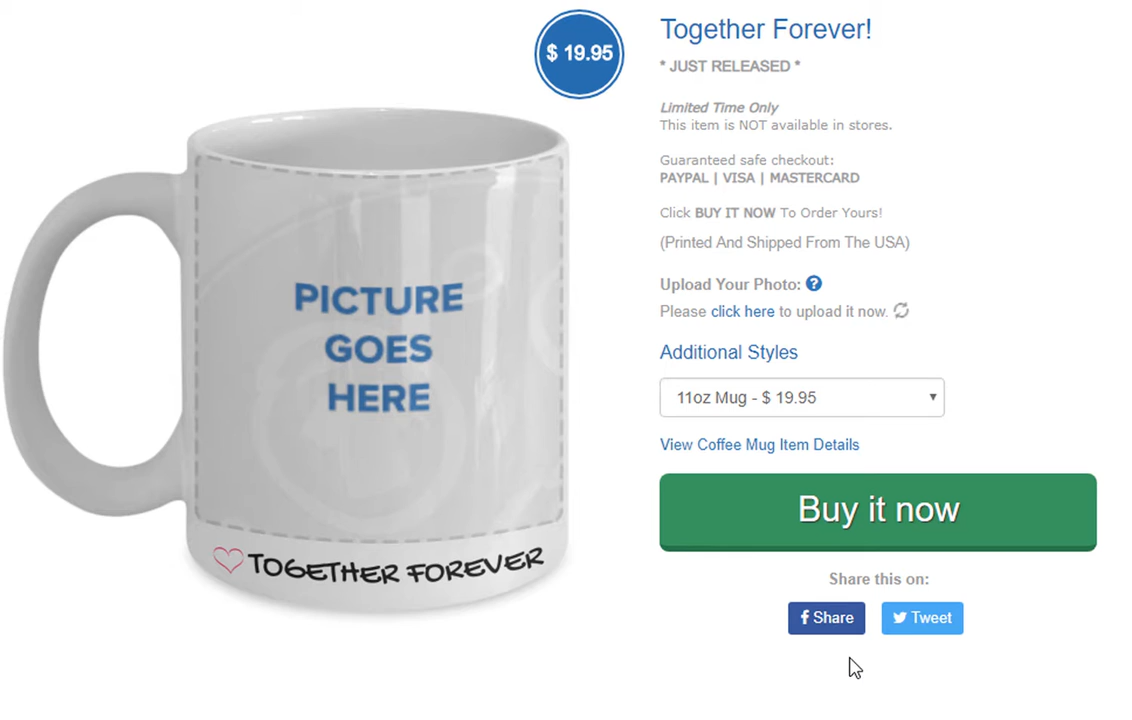 $ 19.95
PICTURE
GOES
HERE
TOGETHER FOREVER
Together Forever!
* JUST RELEASED *
Limited Time Only
This item is NOT available in stores.
Guaranteed safe checkout:
PAYPAL | VISA | MASTERCARD
Click BUY IT NOW To Order Yours!
(Printed And Shipped From The USA)
Upload Your Photo: ?
Please click here to upload it now.
Additional Styles
11oz Mug - $ 19.95
View Coffee Mug Item Details
Buy it now
Share this on:
f Share
Tweet